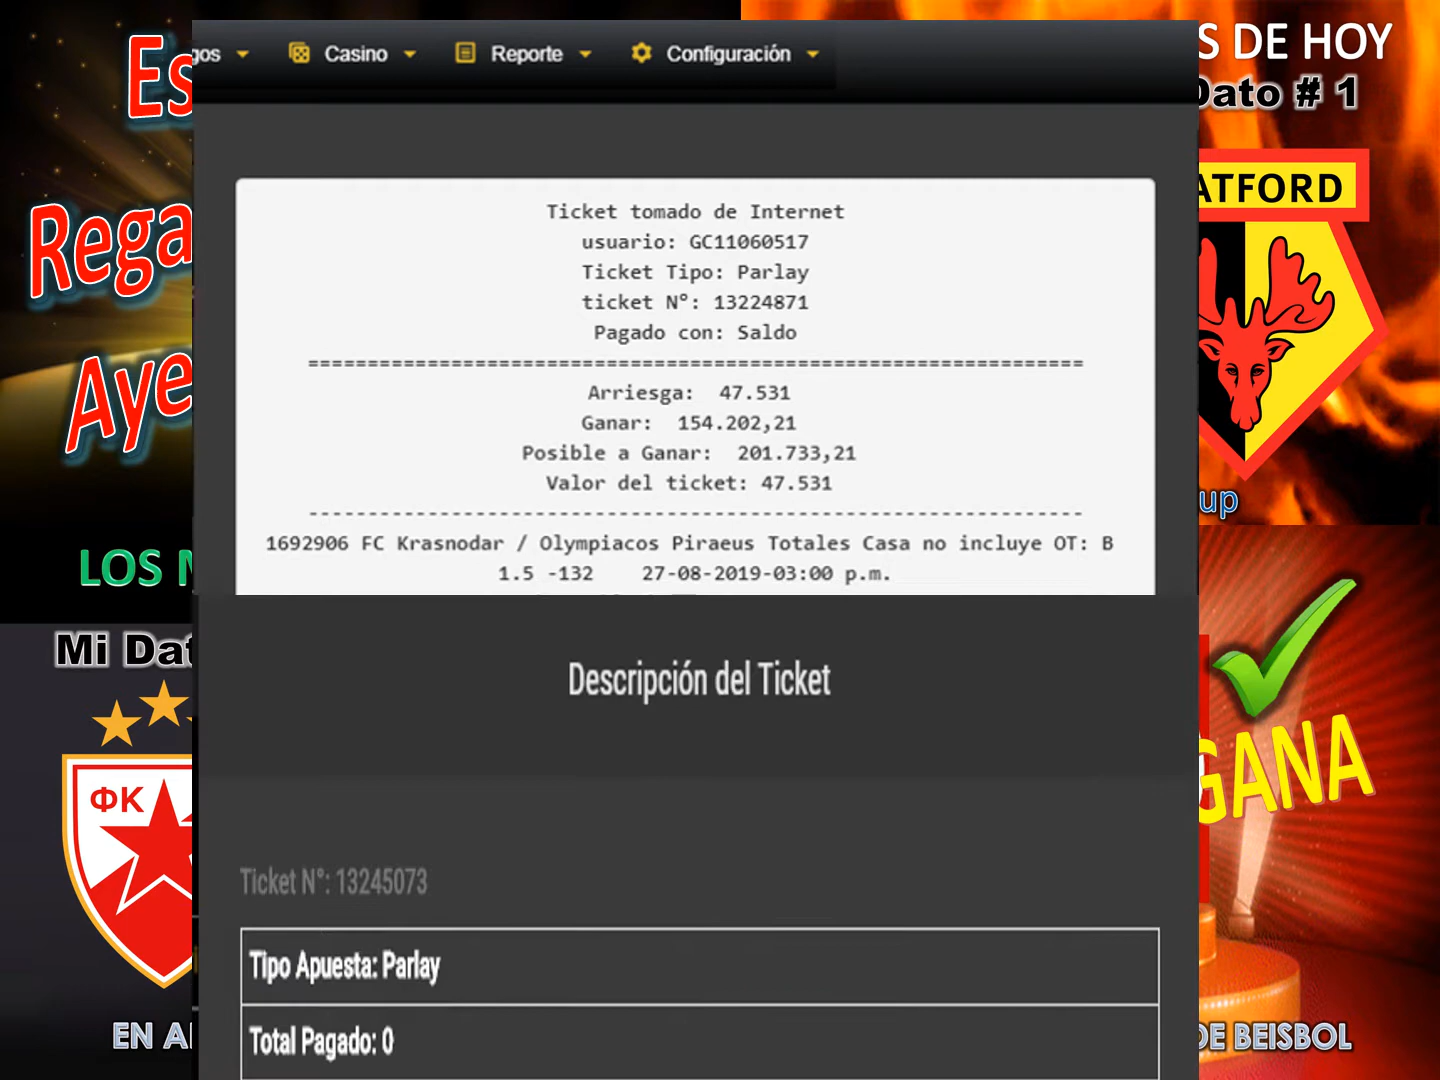 Es
Rega
Aye
LOS
Mi Dat
ФК
EN
gos
Casino
Reporte
Configuración
Ticket tomado de Internet
usuario: GC11060517
Ticket Tipo: Parlay
ticket Nº: 13224871
Pagado con: Saldo
=================================================================
Arriesga: 47.531
Ganar: 154.202,21
Posible a Ganar: 201.733,21
Valor del ticket: 47.531
-----------------------------------------------------------------
1692906 FC Krasnodar / Olympiacos Piraeus Totales Casa no incluye OT: B
1.5 -132 27-08-2019-03:00 p.m.
Descripción del Ticket
Ticket N°: 13245073
Tipo Apuesta: Parlay
Total Pagado: 0
S DE HOY
Dato # 1
ATFORD
up
GANA
DE BEISBOL